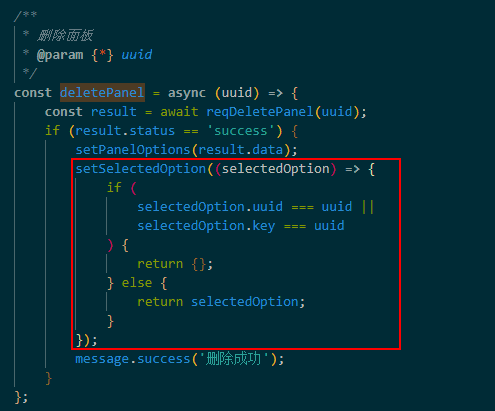 /**
 * 删除面板
 * @param {*} uuid
 */
const deletePanel = async (uuid) => {
    const result = await reqDeletePanel(uuid);
    if (result.status == 'success') {
        setPanelOptions(result.data);
        setSelectedOption((selectedOption) => {
            if (
                selectedOption.uuid === uuid ||
                selectedOption.key === uuid
            ) {
                return {};
            } else {
                return selectedOption;
            }
        });
        message.success('删除成功');
    }
};